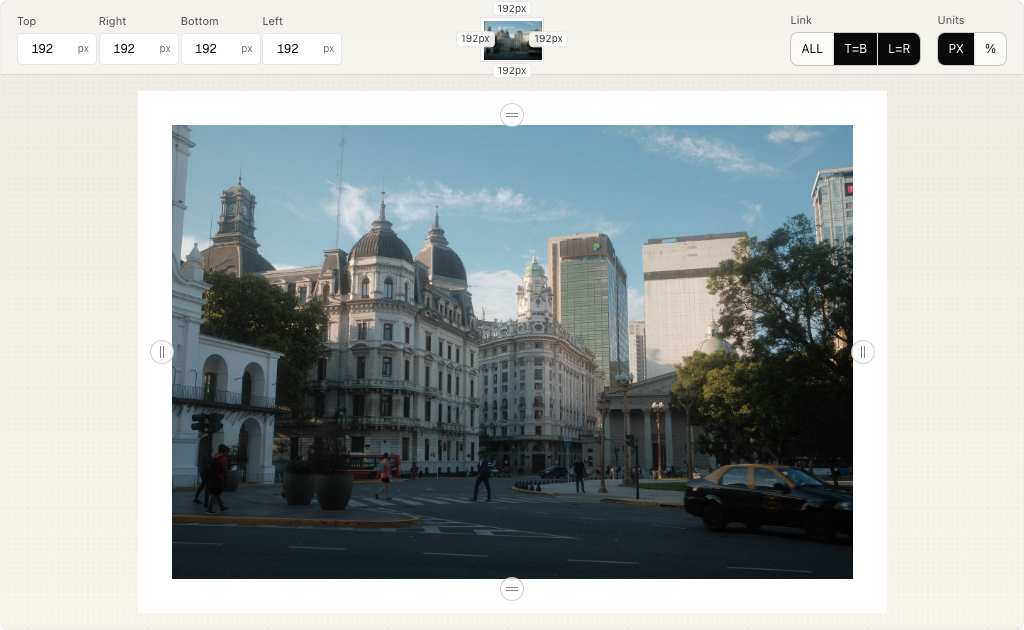 Top
Right
Bottom
Left
192 px
192 px
192 px
192 px
192px
192px
192px
192px
Link
Units
ALL
T=B
L=R
PX
%